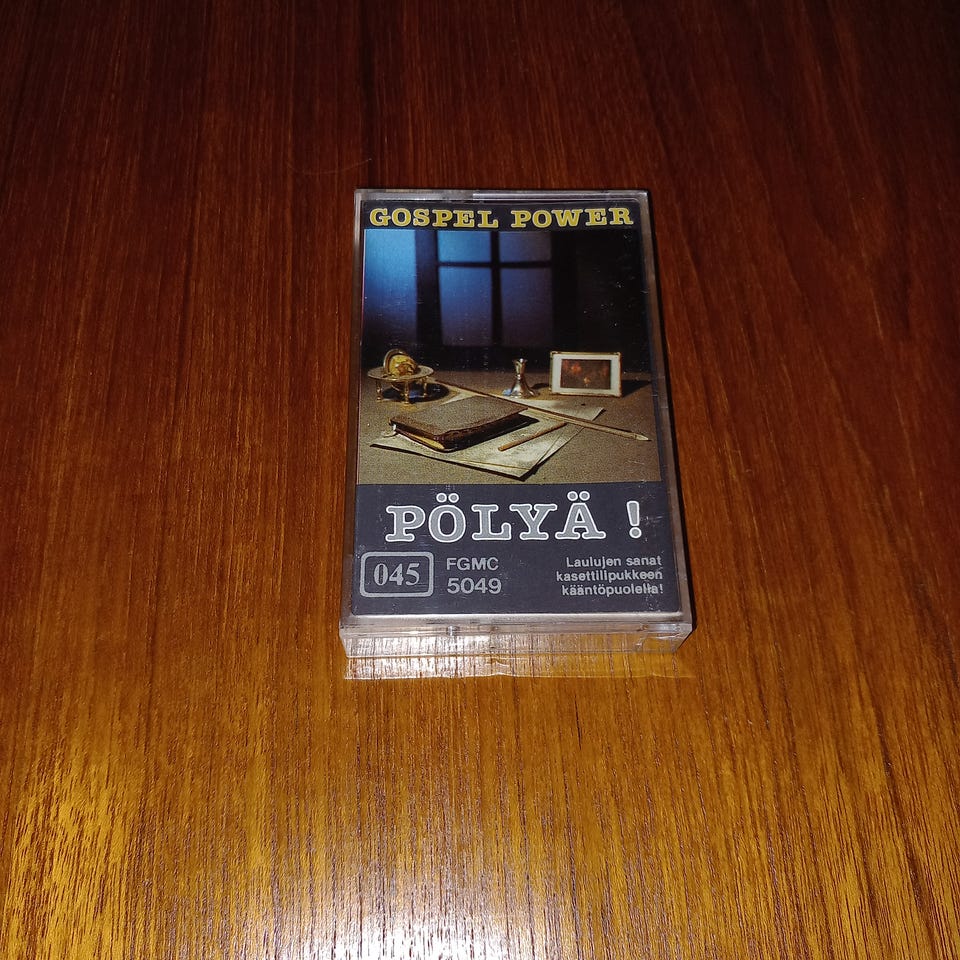 GOSPEL POWER
PÖLYÄ !
045
FGMC
5049
Laulujen sanat
kasettilipukkeen
kääntöpuolella!